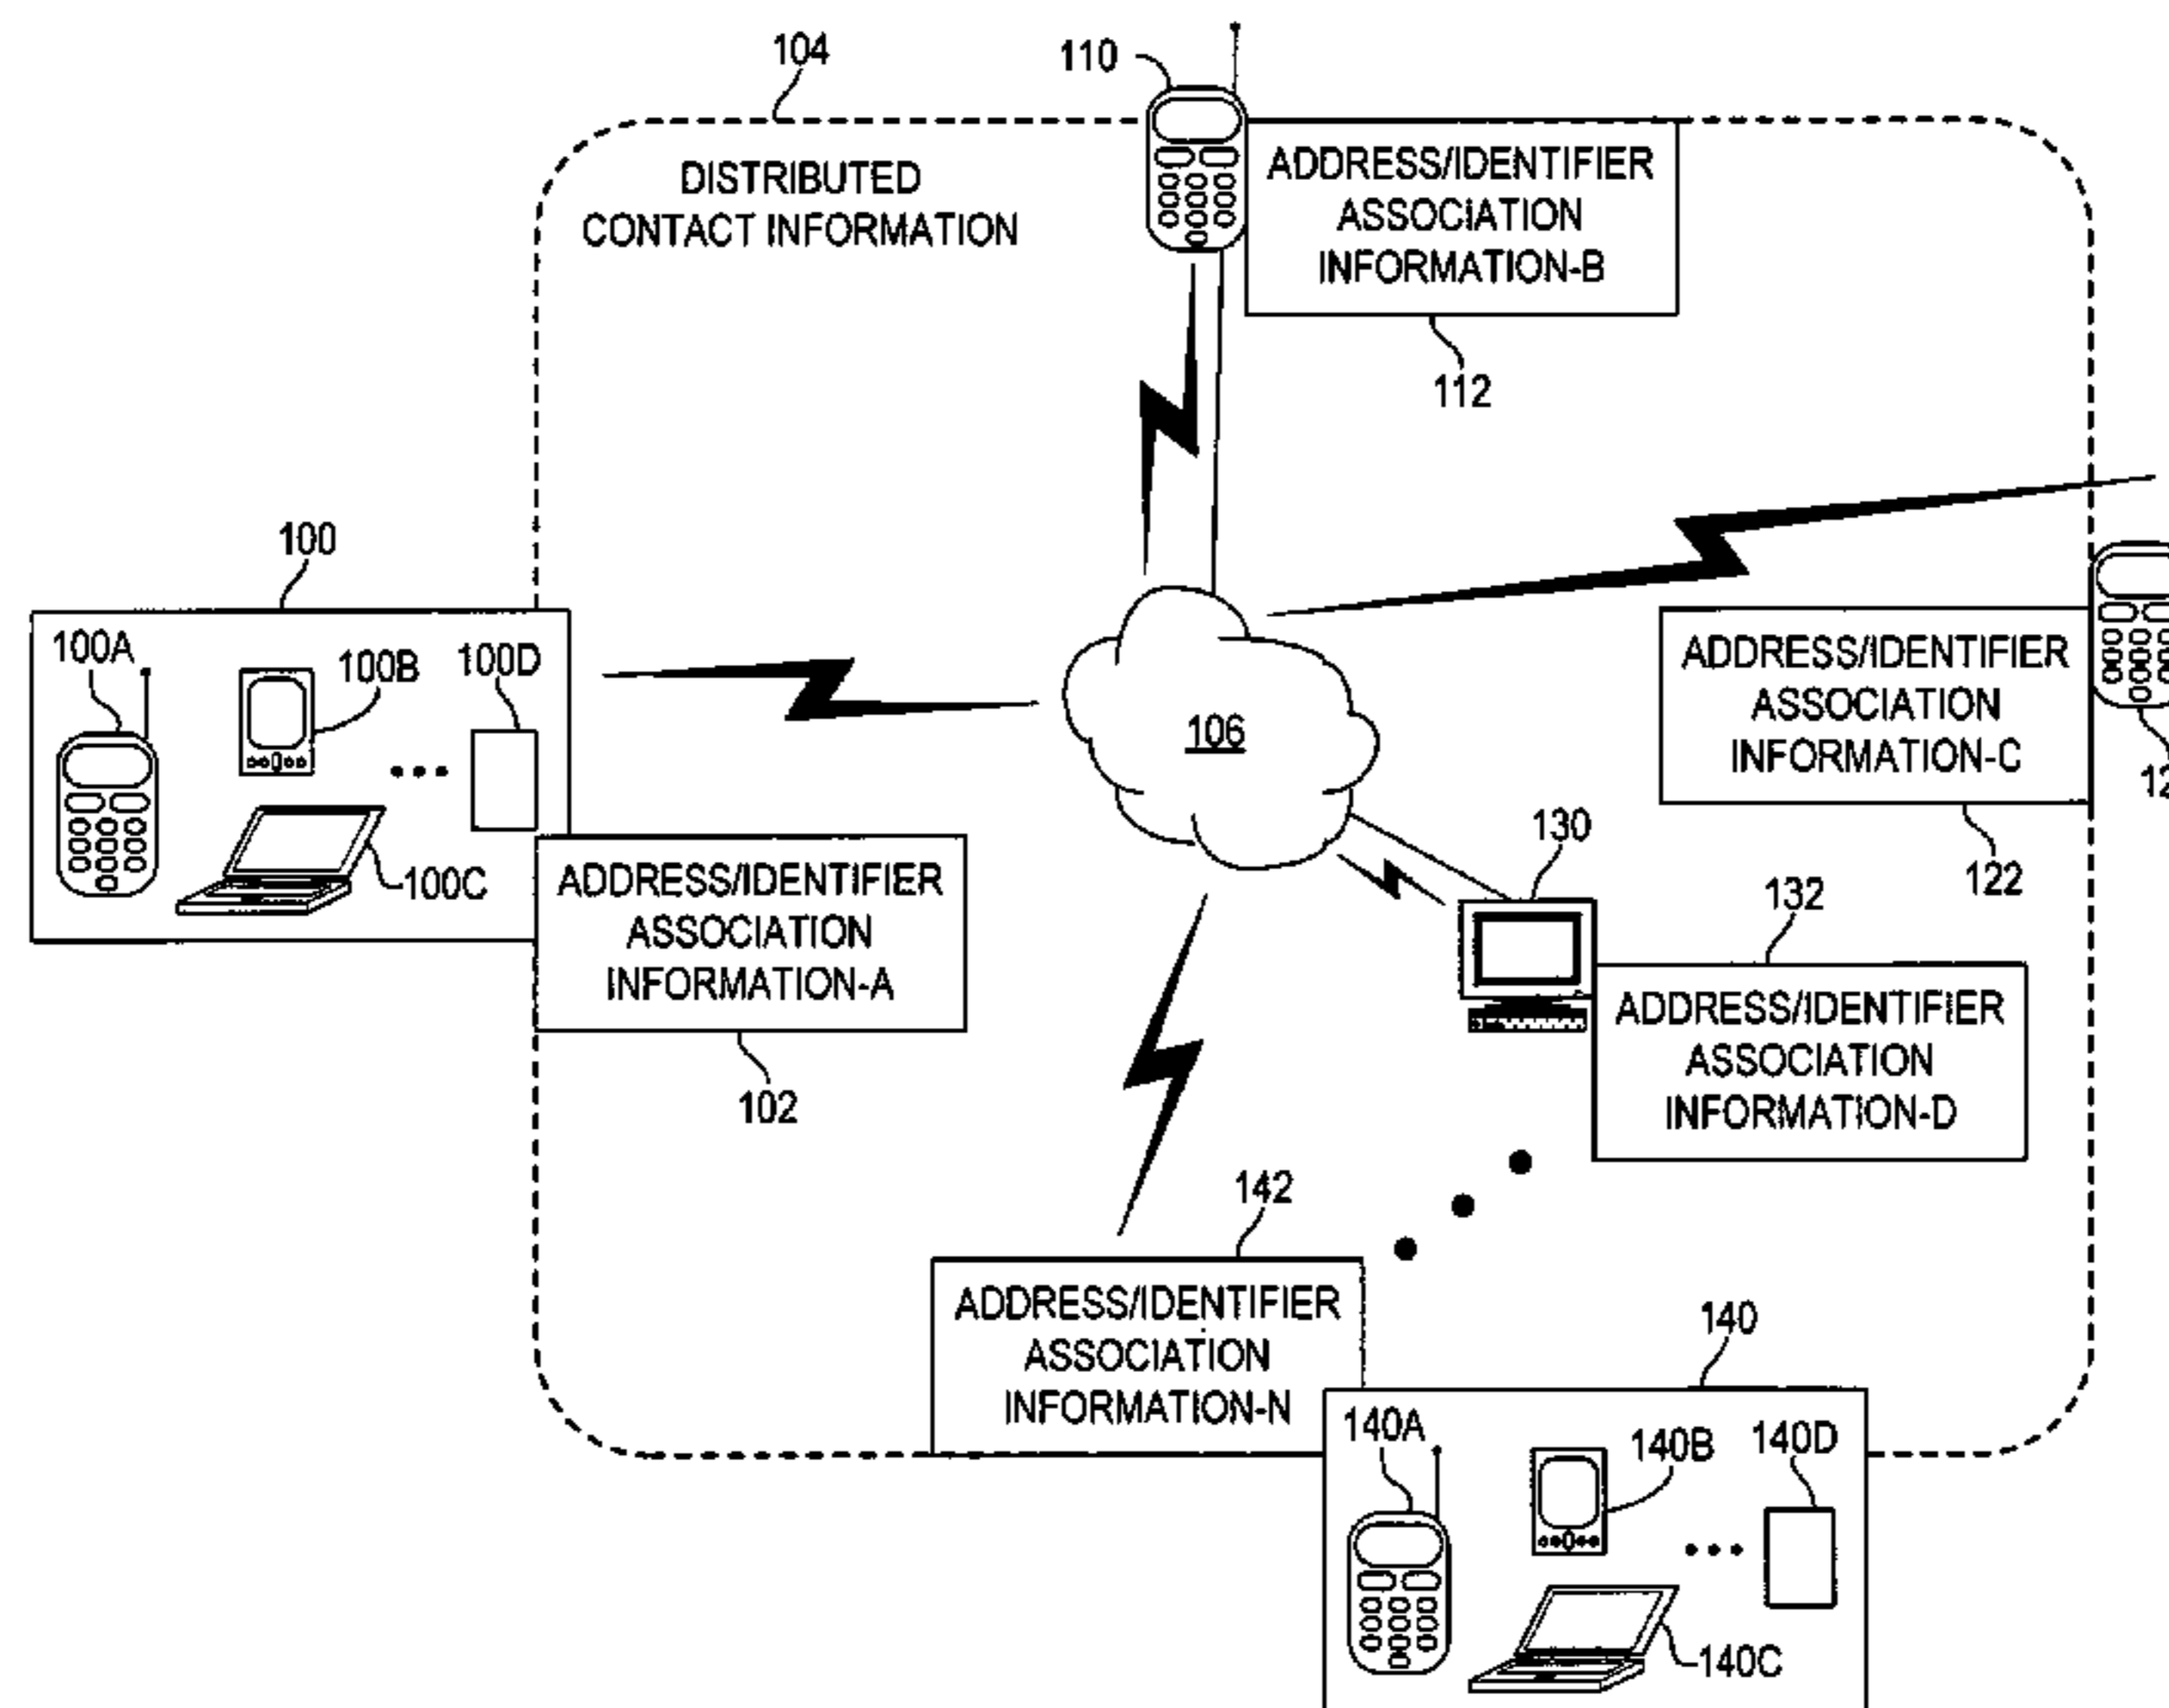 104
110
DISTRIBUTED
CONTACT INFORMATION
ADDRESS/IDENTIFIER
ASSOCIATION
INFORMATION-B
112
100
100A
100B
100D
100C
106
ADDRESS/IDENTIFIER
ASSOCIATION
INFORMATION-C
122
130
132
ADDRESS/IDENTIFIER
ASSOCIATION
INFORMATION-A
102
ADDRESS/IDENTIFIER
ASSOCIATION
INFORMATION-D
142
ADDRESS/IDENTIFIER
ASSOCIATION
INFORMATION-N
140
140A
140B
140D
140C